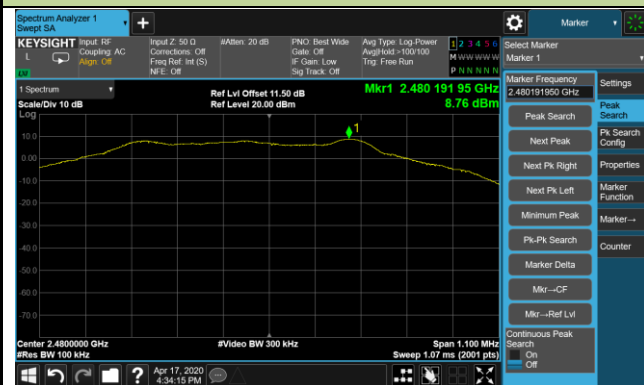 Spectrum Analyzer 1
Swept SA
Marker
KEYSIGHT
L
Input: RF
Coupling: AC
Align: Off
Input Z: 50 Ω
Corrections: Off
Freq Ref: Int (S)
NFE: Off
#Atten: 20 dB
PNO: Best Wide
Gate: Off
IF Gain: Low
Sig Track: Off
Avg Type: Log-Power
Avg|Hold >100/100
Trig: Free Run
1 2 3 4 5 6
M W W W W W
P N N N N N
Select Marker
Marker 1
1 Spectrum
Scale/Div 10 dB
Log
Ref Lvl Offset 11.50 dB
Ref Level 20.00 dBm
Mkr1 2.480 191 95 GHz
8.76 dBm
1
10.0
0.00
-10.0
-20.0
-30.0
-40.0
-50.0
-60.0
-70.0
Center 2.4800000 GHz
#Res BW 100 kHz
#Video BW 300 kHz
Span 1.100 MHz
Sweep 1.07 ms (2001 pts)
Marker Frequency
2.480191950 GHz
Peak Search
Next Peak
Next Pk Right
Next Pk Left
Minimum Peak
Pk-Pk Search
Marker Delta
Mkr→CF
Mkr→Ref Lvl
Continuous Peak
Search
On
Off
Settings
Peak
Search
Pk Search
Config
Properties
Marker
Function
Marker→
Counter
?
Apr 17, 2020
4:34:15 PM